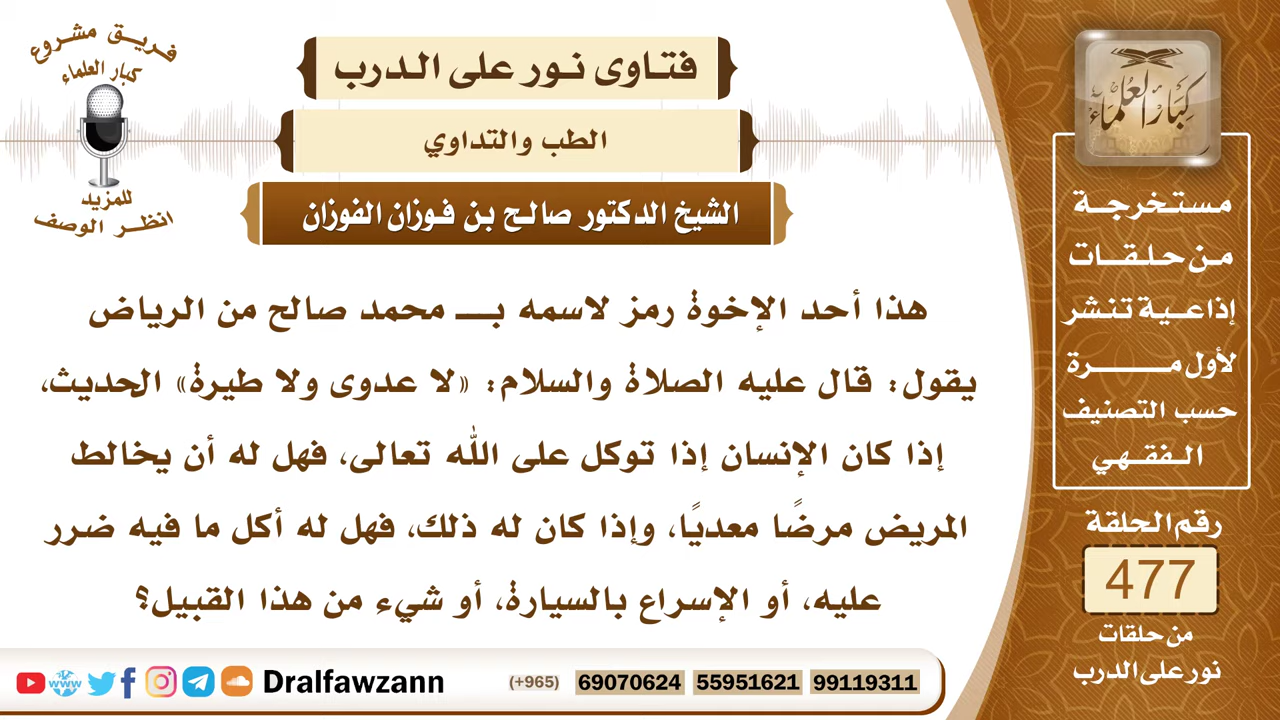 فريق مشروع
كبار العلماء
للمزيد
انظر الوصف
فتاوى نور على الدرب
الطب والتداوي
الشيخ الدكتور صالح بن فوزان الفوزان
هذا أحد الإخوة رمز لاسمه بـ محمد صالح من الرياض
يقول: قال عليه الصلاة والسلام: «لا عدوى ولا طيرة» الحديث،
إذا كان الإنسان إذا توكل على الله تعالى، فهل له أن يخالط
المريض مرضًا معديًا، وإذا كان له ذلك، فهل له أكل ما فيه ضرر
عليه، أو الإسراع بالسيارة، أو شيء من هذا القبيل؟
كبار العلماء
مستخرجة
من حلقات
إذاعية تنشر
لأول مرة
حسب التصنيف
الفقهي
رقم الحلقة
477
من حلقات
نور على الدرب
www
Dralfawzann (+965) 69070624 55951621 99119311